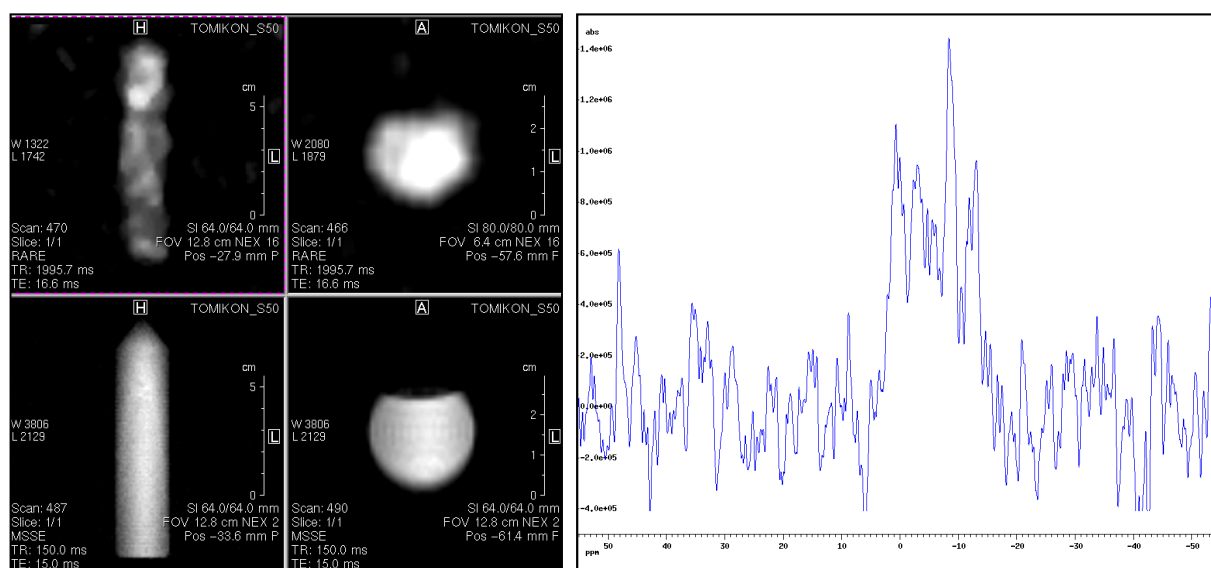 H
TOMIKON_S50
cm
5
W 1322
L 1742
L
0
Scan: 470
Slice: 1/1
RARE
TR: 1995.7 ms
TE: 16.6 ms
SI 64.0/64.0 mm
FOV 12.8 cm NEX 16
Pos -27.9 mm P
A
TOMIKON_S50
cm
2
W 2080
L 1879
L
1
0
Scan: 466
Slice: 1/1
RARE
TR: 1995.7 ms
TE: 16.6 ms
SI 80.0/80.0 mm
FOV 6.4 cm NEX 16
Pos -57.6 mm F
H
TOMIKON_S50
cm
5
W 3806
L 2129
L
0
Scan: 487
Slice: 1/1
MSSE
TR: 150.0 ms
TE: 15.0 ms
SI 64.0/64.0 mm
FOV 12.8 cm NEX 2
Pos -33.6 mm P
A
TOMIKON_S50
cm
2
W 3806
L 2129
L
1
0
Scan: 490
Slice: 1/1
MSSE
TR: 150.0 ms
TE: 15.0 ms
SI 64.0/64.0 mm
FOV 12.8 cm NEX 2
Pos -61.4 mm F
abs
1.4e+06
1.2e+06
1.0e+06
8.0e+05
6.0e+05
4.0e+05
2.0e+05
0.0e+00
-2.0e+05
-4.0e+05
PPM
50 40 30 20 10 0 -10 -20 -30 -40 -50